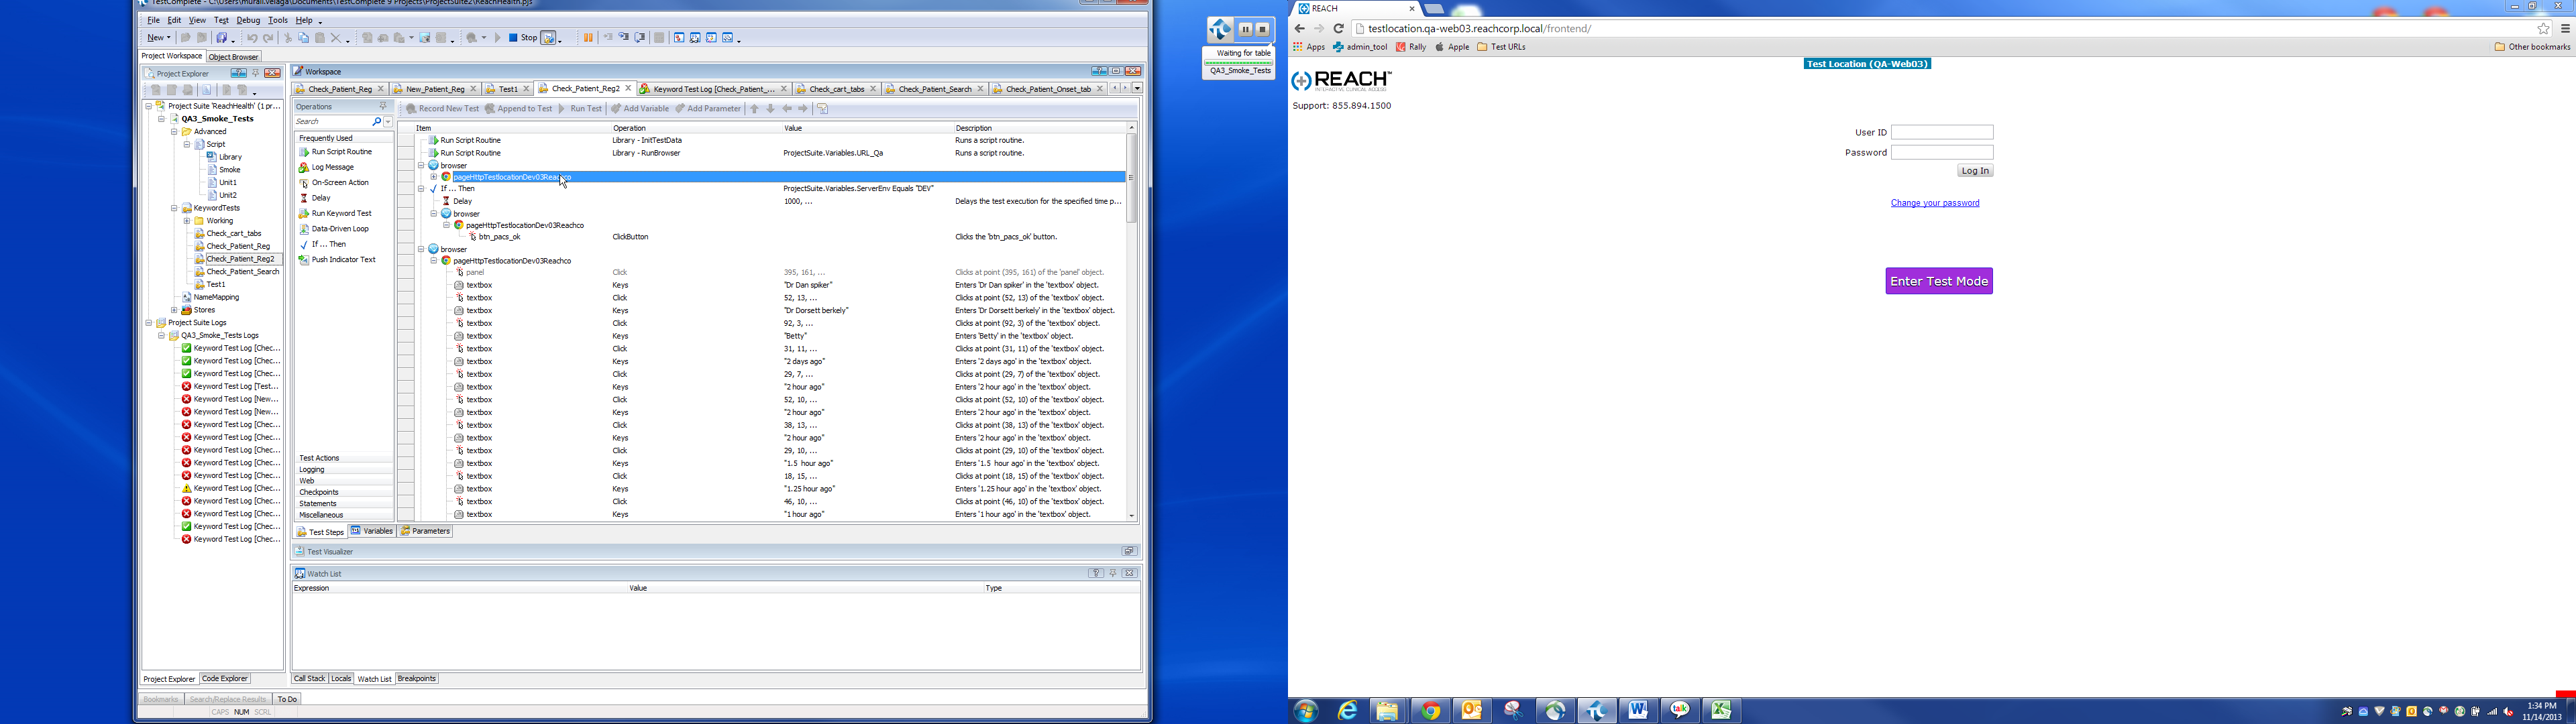 TestComplete - C:\Users\murali.velaga\Documents\TestComplete 9 Projects\ProjectSuite2\ReachHealth.pjs
File Edit View Test Debug Tools Help
New Stop
Project Workspace Object Browser
Project Explorer
Project Suite 'ReachHealth' (1 pr...
QA3_Smoke_Tests
Advanced
Script
Library
Smoke
Unit1
Unit2
KeywordTests
Working
Check_cart_tabs
Check_Patient_Reg
Check_Patient_Reg2
Check_Patient_Search
Test1
NameMapping
Stores
Project Suite Logs
QA3_Smoke_Tests Logs
Keyword Test Log [Chec...
Keyword Test Log [Chec...
Keyword Test Log [Chec...
Keyword Test Log [Test...
Keyword Test Log [New...
Keyword Test Log [New...
Keyword Test Log [Chec...
Keyword Test Log [Chec...
Keyword Test Log [Chec...
Keyword Test Log [Chec...
Keyword Test Log [Chec...
Keyword Test Log [Chec...
Keyword Test Log [Chec...
Keyword Test Log [Chec...
Keyword Test Log [Chec...
Keyword Test Log [Chec...
Project Explorer Code Explorer
Workspace
Check_Patient_Reg New_Patient_Reg Test1 Check_Patient_Reg2 Keyword Test Log [Check_Patient_... Check_cart_tabs Check_Patient_Search Check_Patient_Onset_tab
Operations
Search
Frequently Used
Run Script Routine
Log Message
On-Screen Action
Delay
Run Keyword Test
Data-Driven Loop
If ... Then
Push Indicator Text
Test Actions
Logging
Web
Checkpoints
Statements
Miscellaneous
Record New Test Append to Test Run Test Add Variable Add Parameter
Item Operation Value Description
Run Script Routine Library - InitTestData Runs a script routine.
Run Script Routine Library - RunBrowser ProjectSuite.Variables.URL_Qa Runs a script routine.
browser
pageHttpTestlocationDev03Reachco
If ... Then ProjectSuite.Variables.ServerEnv Equals "DEV"
Delay 1000, ... Delays the test execution for the specified time p...
browser
pageHttpTestlocationDev03Reachco
btn_pacs_ok ClickButton Clicks the 'btn_pacs_ok' button.
browser
pageHttpTestlocationDev03Reachco
panel Click 395, 161, ... Clicks at point (395, 161) of the 'panel' object.
textbox Keys "Dr Dan spiker" Enters 'Dr Dan spiker' in the 'textbox' object.
textbox Click 52, 13, ... Clicks at point (52, 13) of the 'textbox' object.
textbox Keys "Dr Dorsett berkely" Enters 'Dr Dorsett berkely' in the 'textbox' object.
textbox Click 92, 3, ... Clicks at point (92, 3) of the 'textbox' object.
textbox Keys "Betty" Enters 'Betty' in the 'textbox' object.
textbox Click 31, 11, ... Clicks at point (31, 11) of the 'textbox' object.
textbox Keys "2 days ago" Enters '2 days ago' in the 'textbox' object.
textbox Click 29, 7, ... Clicks at point (29, 7) of the 'textbox' object.
textbox Keys "2 hour ago" Enters '2 hour ago' in the 'textbox' object.
textbox Click 52, 10, ... Clicks at point (52, 10) of the 'textbox' object.
textbox Keys "2 hour ago" Enters '2 hour ago' in the 'textbox' object.
textbox Click 38, 13, ... Clicks at point (38, 13) of the 'textbox' object.
textbox Keys "2 hour ago" Enters '2 hour ago' in the 'textbox' object.
textbox Click 29, 10, ... Clicks at point (29, 10) of the 'textbox' object.
textbox Keys "1.5 hour ago" Enters '1.5 hour ago' in the 'textbox' object.
textbox Click 18, 15, ... Clicks at point (18, 15) of the 'textbox' object.
textbox Keys "1.25 hour ago" Enters '1.25 hour ago' in the 'textbox' object.
textbox Click 46, 10, ... Clicks at point (46, 10) of the 'textbox' object.
textbox Keys "1 hour ago" Enters '1 hour ago' in the 'textbox' object.
Test Steps Variables Parameters
Test Visualizer
Watch List
Expression Value Type
Call Stack Locals Watch List Breakpoints
Bookmarks Search/Replace Results To Do
CAPS NUM SCRL
Waiting for table
QA3_Smoke_Tests
REACH
testlocation.qa-web03.reachcorp.local/frontend/
Apps admin_tool Rally Apple Test URLs Other bookmarks
Test Location (QA-Web03)
REACH
INTERACTIVE CLINICAL ACCESS
Support: 855.894.1500
User ID
Password
Log In
Change your password
Enter Test Mode
talk
1:34 PM
11/14/2013